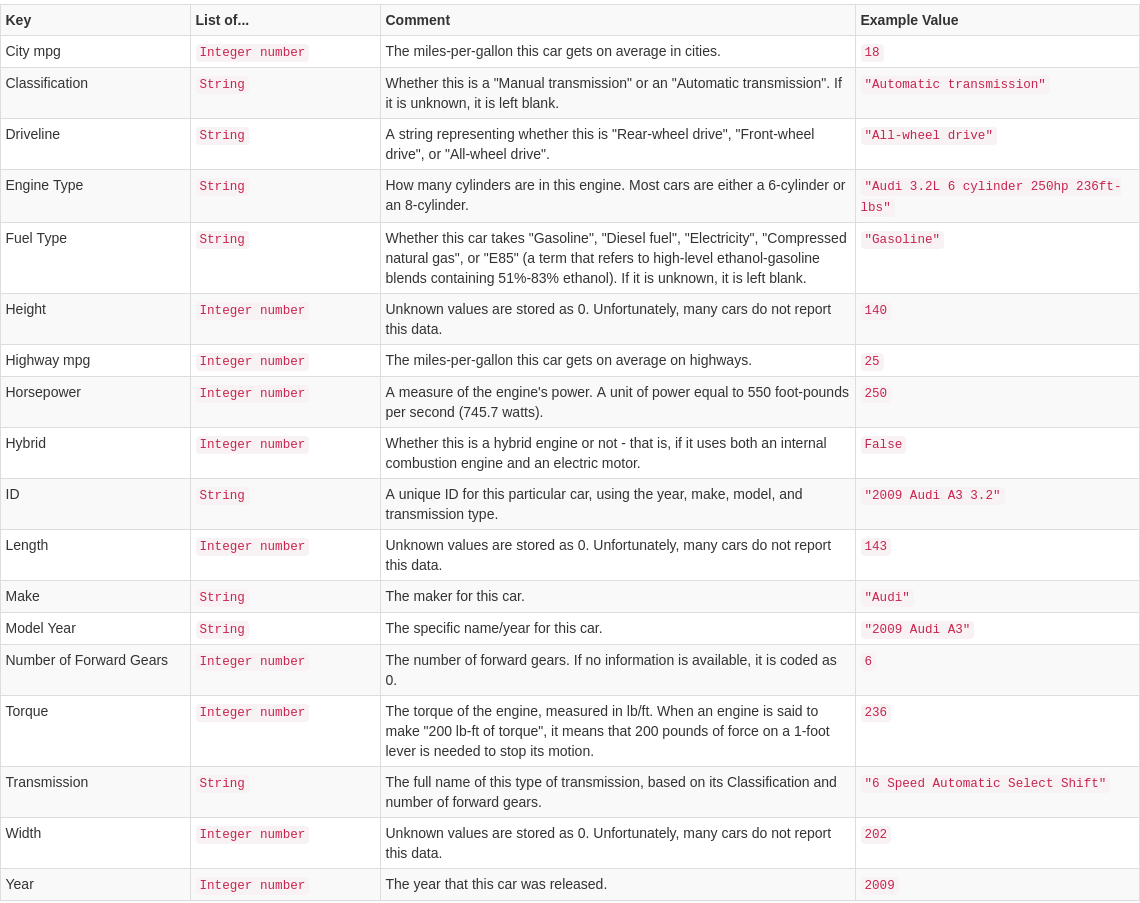 Key List of... Comment Example Value
City mpg Integer number The miles-per-gallon this car gets on average in cities. 18
Classification String Whether this is a "Manual transmission" or an "Automatic transmission". If "Automatic transmission"
it is unknown, it is left blank.
Driveline String A string representing whether this is "Rear-wheel drive", "Front-wheel "All-wheel drive"
drive", or "All-wheel drive".
Engine Type String How many cylinders are in this engine. Most cars are either a 6-cylinder or "Audi 3.2L 6 cylinder 250hp 236ft-
an 8-cylinder. lbs"
Fuel Type String Whether this car takes "Gasoline", "Diesel fuel", "Electricity", "Compressed "Gasoline"
natural gas", or "E85" (a term that refers to high-level ethanol-gasoline
blends containing 51%-83% ethanol). If it is unknown, it is left blank.
Height Integer number Unknown values are stored as 0. Unfortunately, many cars do not report 140
this data.
Highway mpg Integer number The miles-per-gallon this car gets on average on highways. 25
Horsepower Integer number A measure of the engine's power. A unit of power equal to 550 foot-pounds 250
per second (745.7 watts).
Hybrid Integer number Whether this is a hybrid engine or not - that is, if it uses both an internal False
combustion engine and an electric motor.
ID String A unique ID for this particular car, using the year, make, model, and "2009 Audi A3 3.2"
transmission type.
Length Integer number Unknown values are stored as 0. Unfortunately, many cars do not report 143
this data.
Make String The maker for this car. "Audi"
Model Year String The specific name/year for this car. "2009 Audi A3"
Number of Forward Gears Integer number The number of forward gears. If no information is available, it is coded as 6
0.
Torque Integer number The torque of the engine, measured in lb/ft. When an engine is said to 236
make "200 lb-ft of torque", it means that 200 pounds of force on a 1-foot
lever is needed to stop its motion.
Transmission String The full name of this type of transmission, based on its Classification and "6 Speed Automatic Select Shift"
number of forward gears.
Width Integer number Unknown values are stored as 0. Unfortunately, many cars do not report 202
this data.
Year Integer number The year that this car was released. 2009